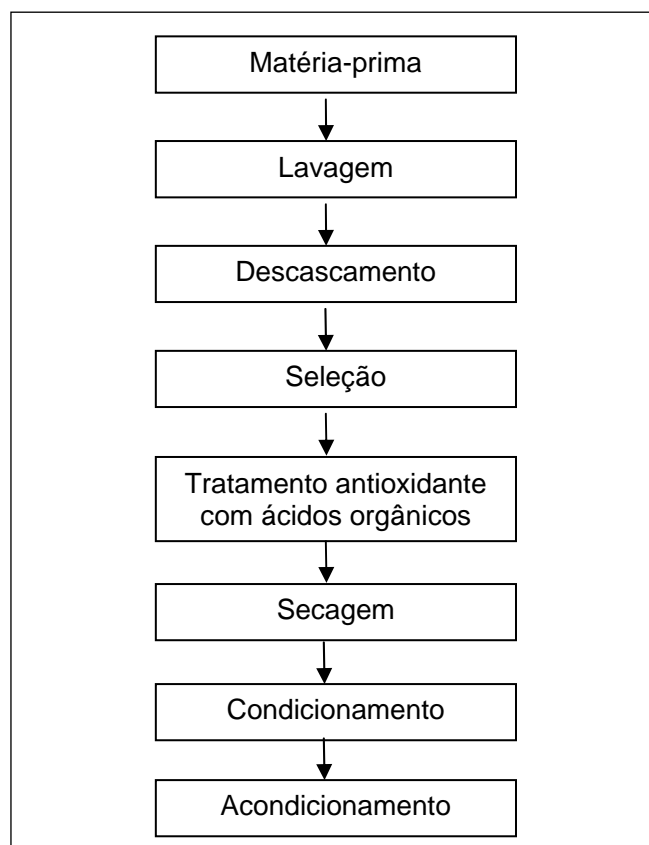 Matéria-prima
Lavagem
Descascamento
Seleção
Tratamento antioxidante
com ácidos orgânicos
Secagem
Condicionamento
Acondicionamento